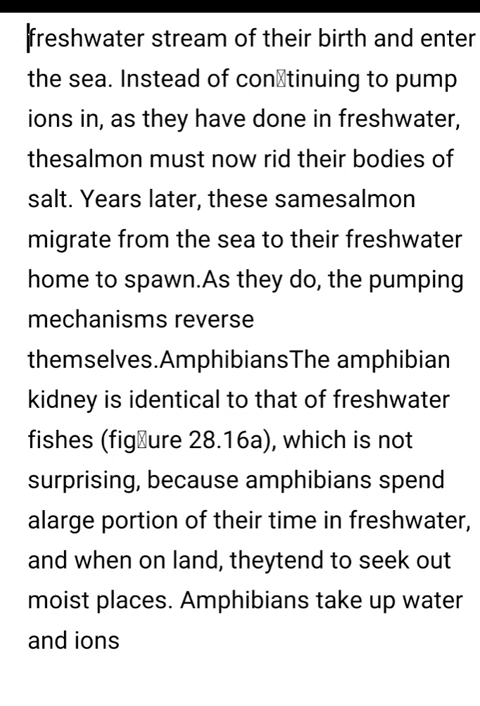 freshwater stream of their birth and enter
the sea. Instead of con￾tinuing to pump
ions in, as they have done in freshwater,
thesalmon must now rid their bodies of
salt. Years later, these samesalmon
migrate from the sea to their freshwater
home to spawn.As they do, the pumping
mechanisms reverse
themselves.AmphibiansThe amphibian
kidney is identical to that of freshwater
fishes (fig￾ure 28.16a), which is not
surprising, because amphibians spend
alarge portion of their time in freshwater,
and when on land, theytend to seek out
moist places. Amphibians take up water
and ions